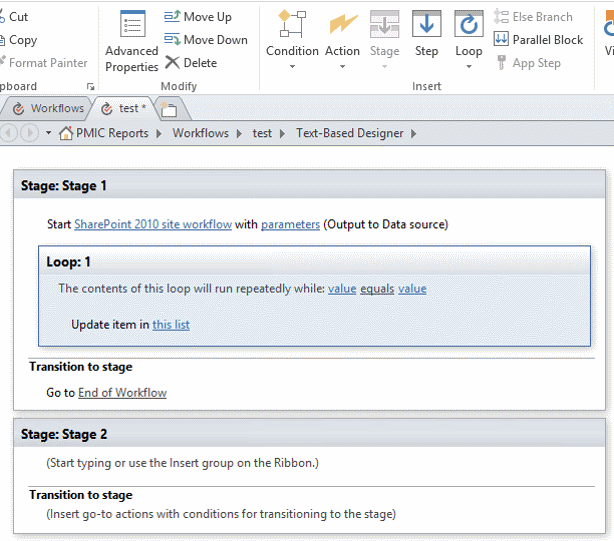 Cut
Copy
Format Painter
pboard
Advanced Properties
Move Up
Move Down
Delete
Modify
Condition
Action
Stage
Step
Loop
Else Branch
Parallel Block
App Step
Insert
Vi
Workflows
test *
PMIC Reports
Workflows
test
Text-Based Designer
Stage: Stage 1
Start SharePoint 2010 site workflow with parameters (Output to Data source)
Loop: 1
The contents of this loop will run repeatedly while: value equals value
Update item in this list
Transition to stage
Go to End of Workflow
Stage: Stage 2
(Start typing or use the Insert group on the Ribbon.)
Transition to stage
(Insert go-to actions with conditions for transitioning to the stage)